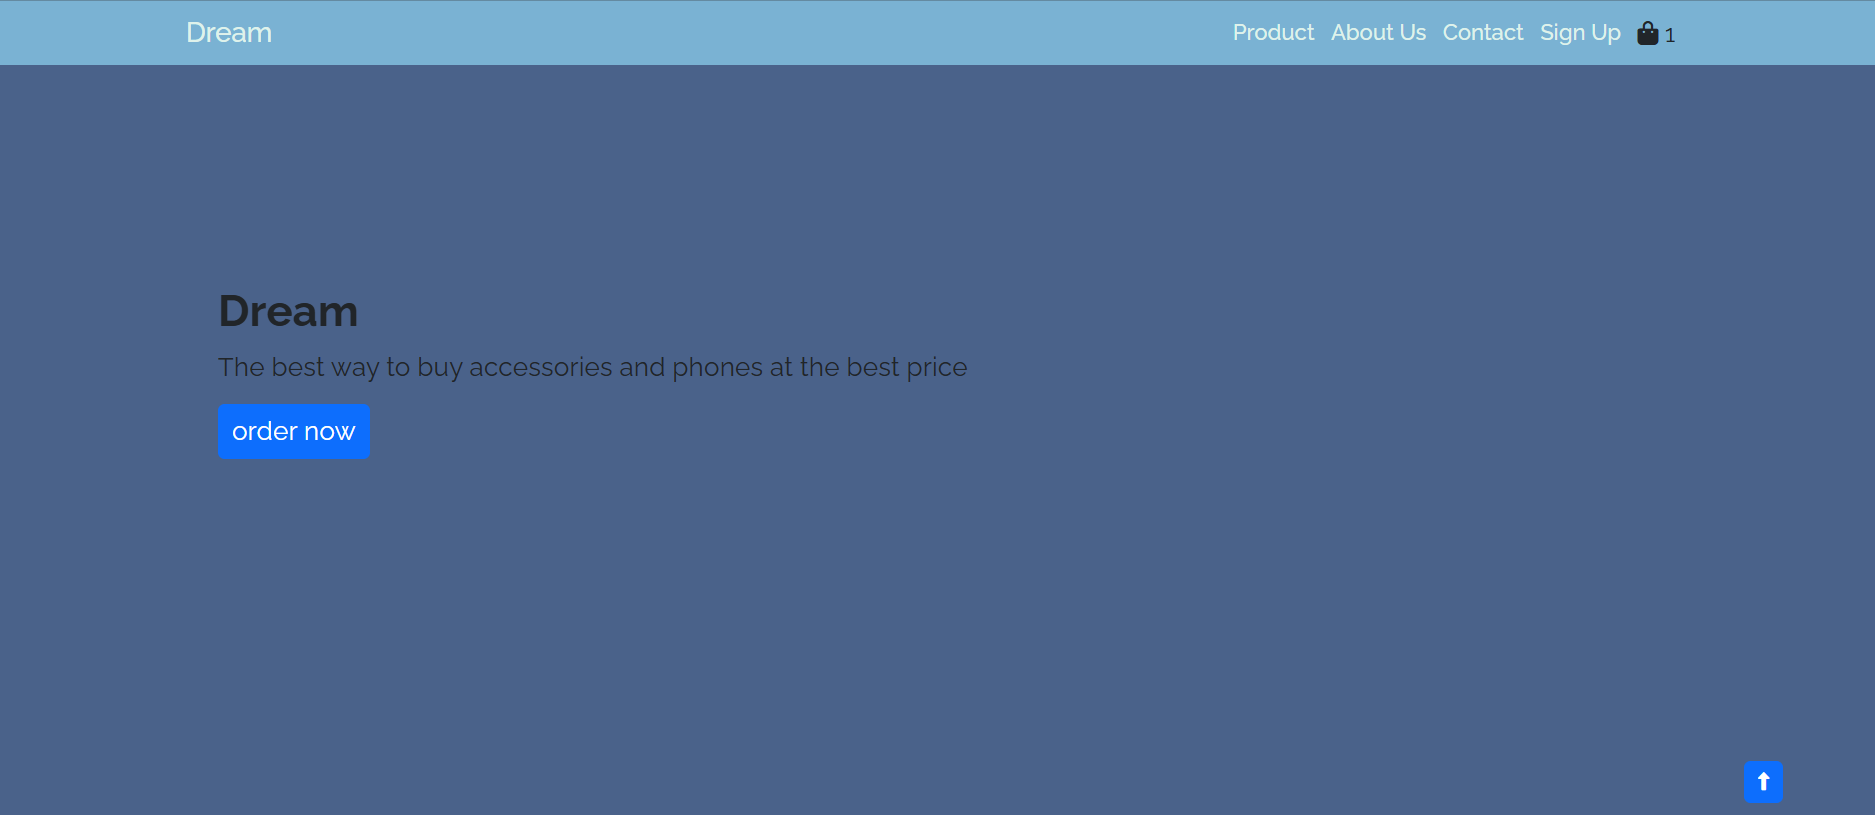 Dream
Product About Us Contact Sign Up 1
Dream
The best way to buy accessories and phones at the best price
order now